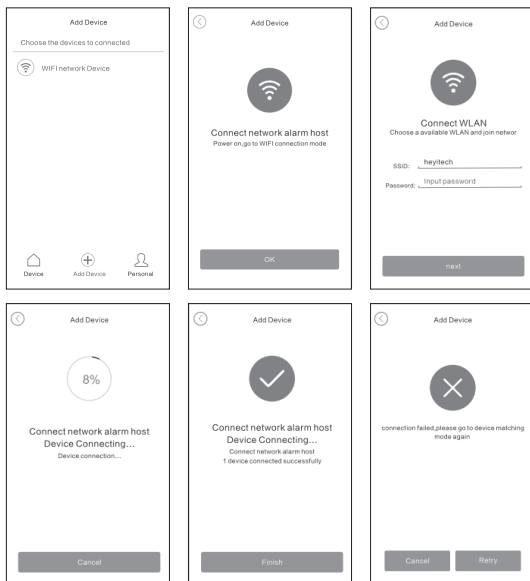 Add Device
Choose the devices to connected
WIFI network Device
Device
Add Device
Personal
Add Device
Connect network alarm host
Power on,go to WIFI connection mode
OK
Add Device
Connect WLAN
Choose a available WLAN and join networ
SSID: heyitech
Password: Input password
next
Add Device
8%
Connect network alarm host
Device Connecting...
Device connection...
Cancel
Add Device
Connect network alarm host
Device Connecting...
Connect network alarm host
1 device connected successfully
Finish
Add Device
connection failed,please go to device matching
mode again
Cancel
Retry